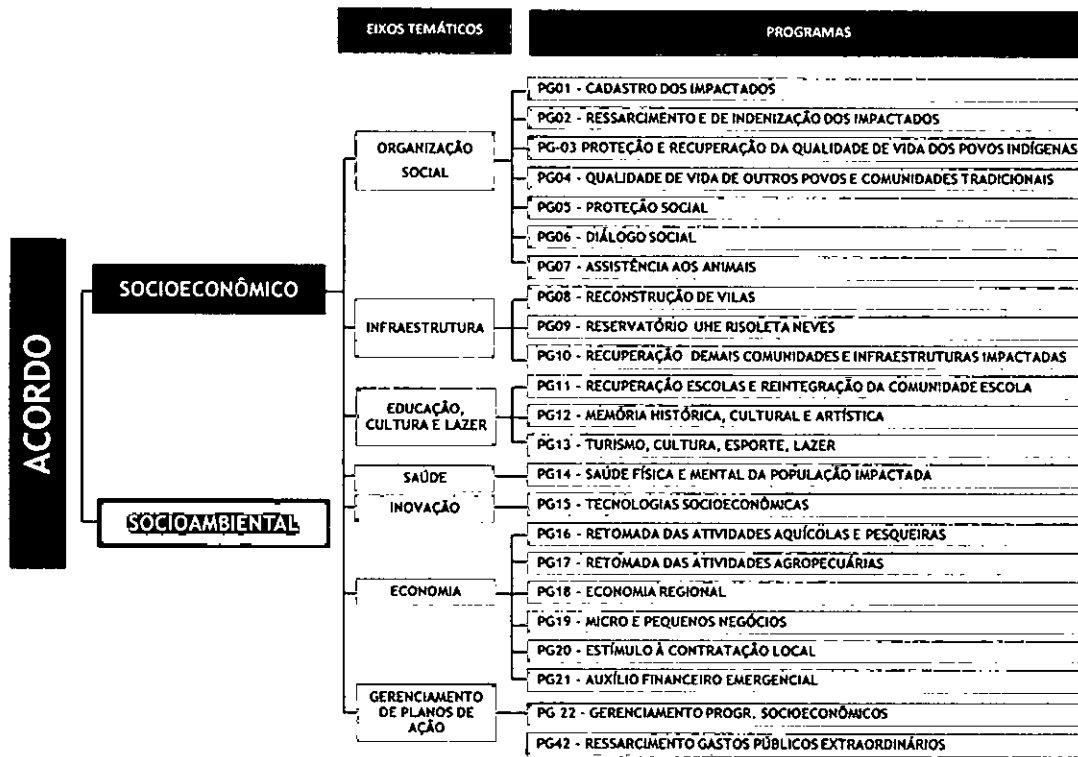 EIXOS TEMÁTICOS
PROGRAMAS
ACORDO
SOCIOECONÔMICO
SOCIOAMBIENTAL
ORGANIZAÇÃO
SOCIAL
PG01 - CADASTRO DOS IMPACTADOS
PG02 - RESSARCIMENTO E DE INDENIZAÇÃO DOS IMPACTADOS
PG-03 PROTEÇÃO E RECUPERAÇÃO DA QUALIDADE DE VIDA DOS POVOS INDÍGENAS
PG04 - QUALIDADE DE VIDA DE OUTROS POVOS E COMUNIDADES TRADICIONAIS
PG05 - PROTEÇÃO SOCIAL
PG06 - DIÁLOGO SOCIAL
PG07 - ASSISTÊNCIA AOS ANIMAIS
INFRAESTRUTURA
PG08 - RECONSTRUÇÃO DE VILAS
PG09 - RESERVATÓRIO UHE RISOLETA NEVES
PG10 - RECUPERAÇÃO DEMAIS COMUNIDADES E INFRAESTRUTURAS IMPACTADAS
EDUCAÇÃO,
CULTURA E LAZER
PG11 - RECUPERAÇÃO ESCOLAS E REINTEGRAÇÃO DA COMUNIDADE ESCOLA
PG12 - MEMÓRIA HISTÓRICA, CULTURAL E ARTÍSTICA
PG13 - TURISMO, CULTURA, ESPORTE, LAZER
SAÚDE
PG14 - SAÚDE FÍSICA E MENTAL DA POPULAÇÃO IMPACTADA
INOVAÇÃO
PG15 - TECNOLOGIAS SOCIOECONÔMICAS
ECONOMIA
PG16 - RETOMADA DAS ATIVIDADES AQUÍCOLAS E PESQUEIRAS
PG17 - RETOMADA DAS ATIVIDADES AGROPECUÁRIAS
PG18 - ECONOMIA REGIONAL
PG19 - MICRO E PEQUENOS NEGÓCIOS
PG20 - ESTÍMULO À CONTRATAÇÃO LOCAL
PG21 - AUXÍLIO FINANCEIRO EMERGENCIAL
GERENCIAMENTO
DE PLANOS DE
AÇÃO
PG 22 - GERENCIAMENTO PROGR. SOCIOECONÔMICOS
PG42 - RESSARCIMENTO GASTOS PÚBLICOS EXTRAORDINÁRIOS